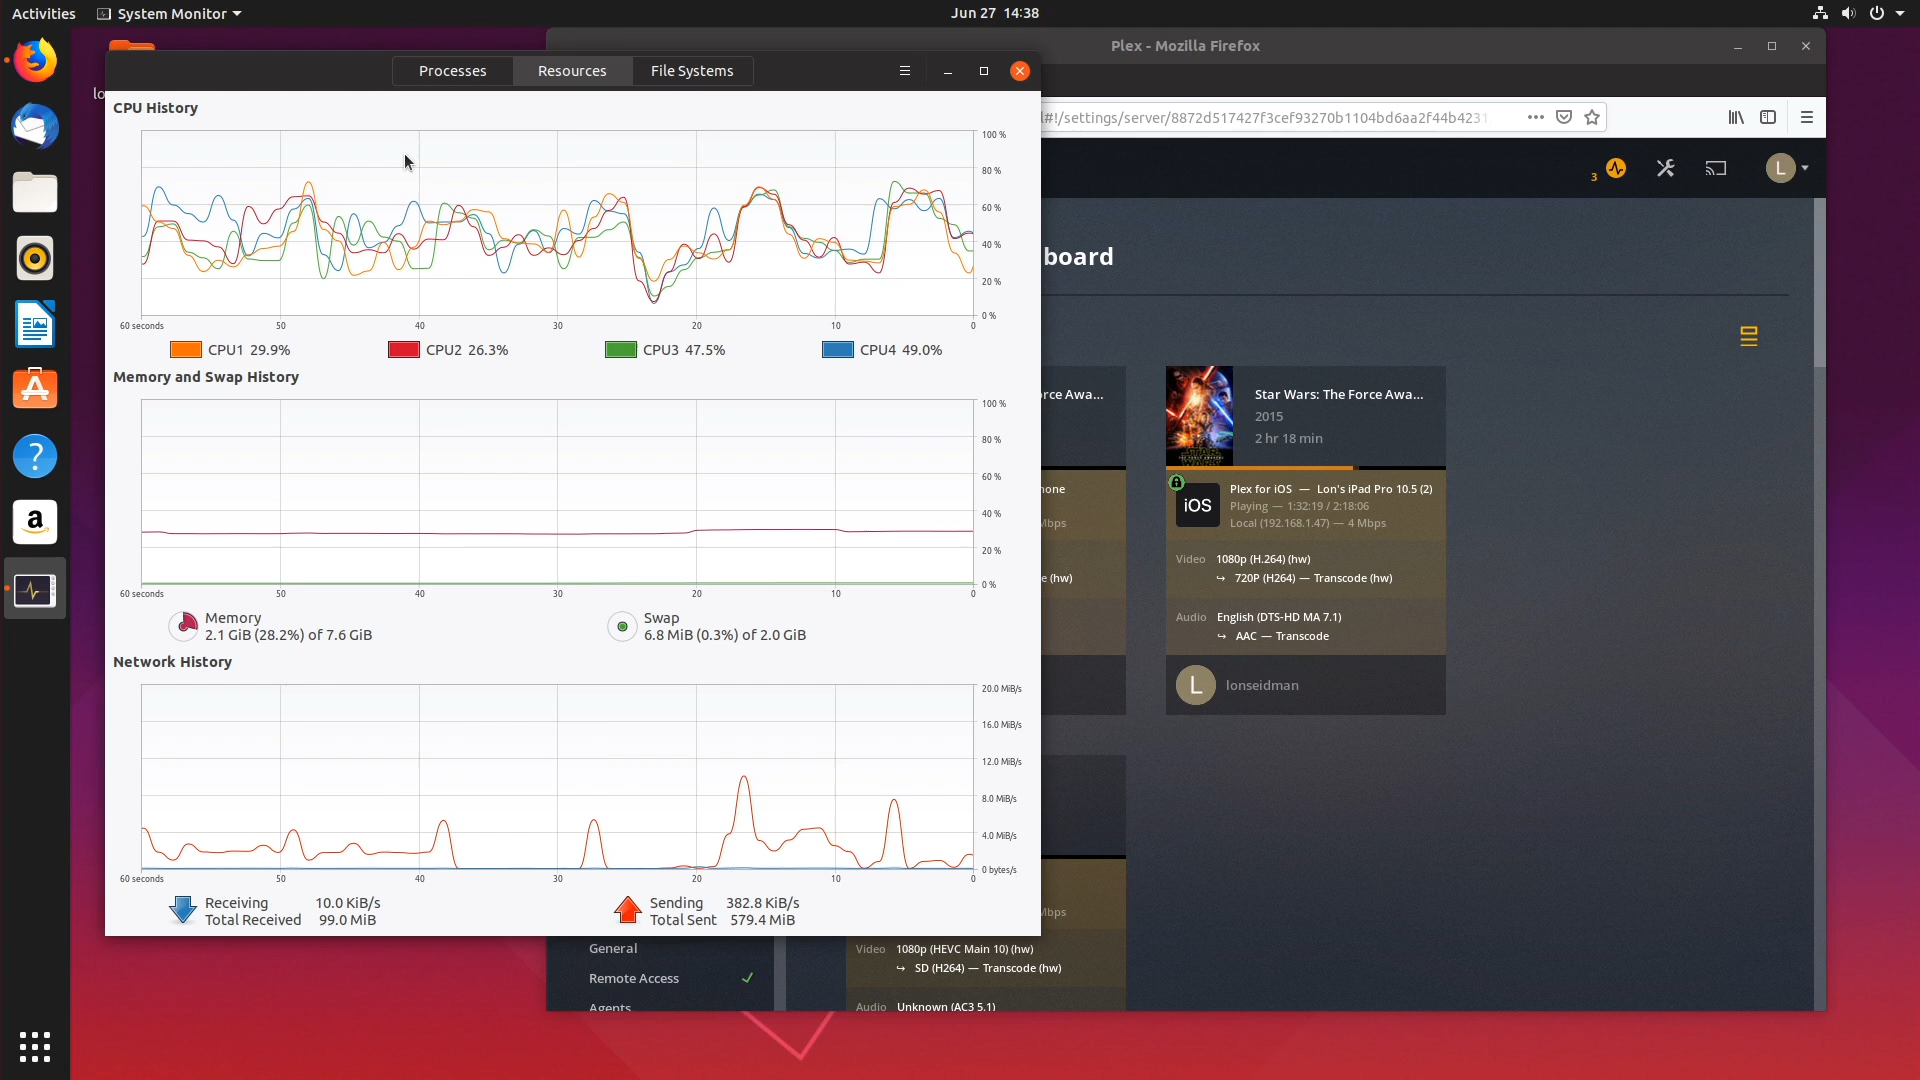 Activities
System Monitor
Jun 27 14:38
Plex - Mozilla Firefox
lo
Processes
Resources
File Systems
l#!/settings/server/8872d517427f3cef93270b1104bd6aa2f44b4231
CPU History
100 %
80 %
60 %
40 %
20 %
0 %
60 seconds 50 40 30 20 10 0
CPU1 29.9%
CPU2 26.3%
CPU3 47.5%
CPU4 49.0%
Memory and Swap History
100 %
80 %
60 %
40 %
20 %
0 %
60 seconds 50 40 30 20 10 0
Memory
2.1 GiB (28.2%) of 7.6 GiB
Swap
6.8 MiB (0.3%) of 2.0 GiB
Network History
20.0 MiB/s
16.0 MiB/s
12.0 MiB/s
8.0 MiB/s
4.0 MiB/s
0 bytes/s
60 seconds 50 40 30 20 10 0
Receiving 10.0 KiB/s
Total Received 99.0 MiB
Sending 382.8 KiB/s
Total Sent 579.4 MiB
3
L
board
orce Awa...
hone
Mbps
e (hw)
Star Wars: The Force Awa...
2015
2 hr 18 min
iOS
Plex for iOS — Lon's iPad Pro 10.5 (2)
Playing — 1:32:19 / 2:18:06
Local (192.168.1.47) — 4 Mbps
Video 1080p (H.264) (hw)
↪ 720P (H264) — Transcode (hw)
Audio English (DTS-HD MA 7.1)
↪ AAC — Transcode
L
lonseidman
Mbps
General
Remote Access
Agents
Video 1080p (HEVC Main 10) (hw)
↪ SD (H264) — Transcode (hw)
Audio Unknown (AC3 5.1)